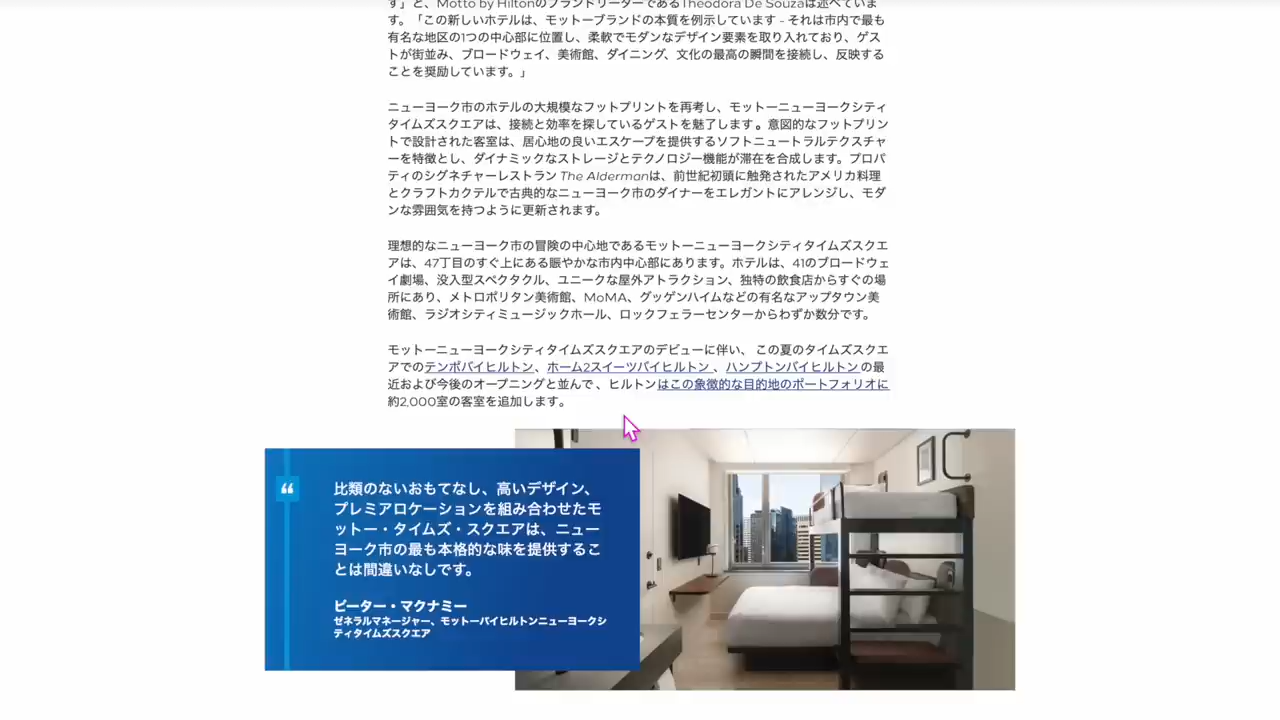 す」と、Motto by HiltonのブランドリーダーであるTheodora De Souzaは述べていま
す。「この新しいホテルは、モットーブランドの本質を例示しています - それは市内で最も
有名な地区の1つの中心部に位置し、柔軟でモダンなデザイン要素を取り入れており、ゲス
トが街並み、ブロードウェイ、美術館、ダイニング、文化の最高の瞬間を接続し、反映する
ことを奨励しています。」
ニューヨーク市のホテルの大規模なフットプリントを再考し、モットーニューヨークシティ
タイムズスクエアは、接続と効率を探しているゲストを魅了します。意図的なフットプリン
トで設計された客室は、居心地の良いエスケープを提供するソフトニュートラルテクスチャ
ーを特徴とし、ダイナミックなストレージとテクノロジー機能が滞在を合成します。プロパ
ティのシグネチャーレストラン The Aldermanは、前世紀初頭に触発されたアメリカ料理
とクラフトカクテルで古典的なニューヨーク市のダイナーをエレガントにアレンジし、モダ
ンな雰囲気を持つように更新されます。
理想的なニューヨーク市の冒険の中心地であるモットーニューヨークシティタイムズスクエ
アは、47丁目のすぐ上にある賑やかな市内中心部にあります。ホテルは、41のブロードウェ
イ劇場、没入型スペクタクル、ユニークな屋外アトラクション、独特の飲食店からすぐの場
所にあり、メトロポリタン美術館、MoMA、グッゲンハイムなどの有名なアップタウン美
術館、ラジオシティミュージックホール、ロックフェラーセンターからわずか数分です。
モットーニューヨークシティタイムズスクエアのデビューに伴い、 この夏のタイムズスクエ
アでのテンポバイヒルトン、ホーム2スイーツバイヒルトン 、ハンプトンバイヒルトン の最
近および今後のオープニングと並んで 、ヒルトンはこの象徴的な目的地のポートフォリオに
約2,000室の客室を追加します。
比類のないおもてなし、高いデザイン、
プレミアロケーションを組み合わせたモ
ットー・タイムズ・スクエアは、ニュー
ヨーク市の最も本格的な味を提供するこ
とは間違いなしです。
ピーター・マクナミー
ゼネラルマネージャー、モットーバイヒルトンニューヨークシ
ティタイムズスクエア